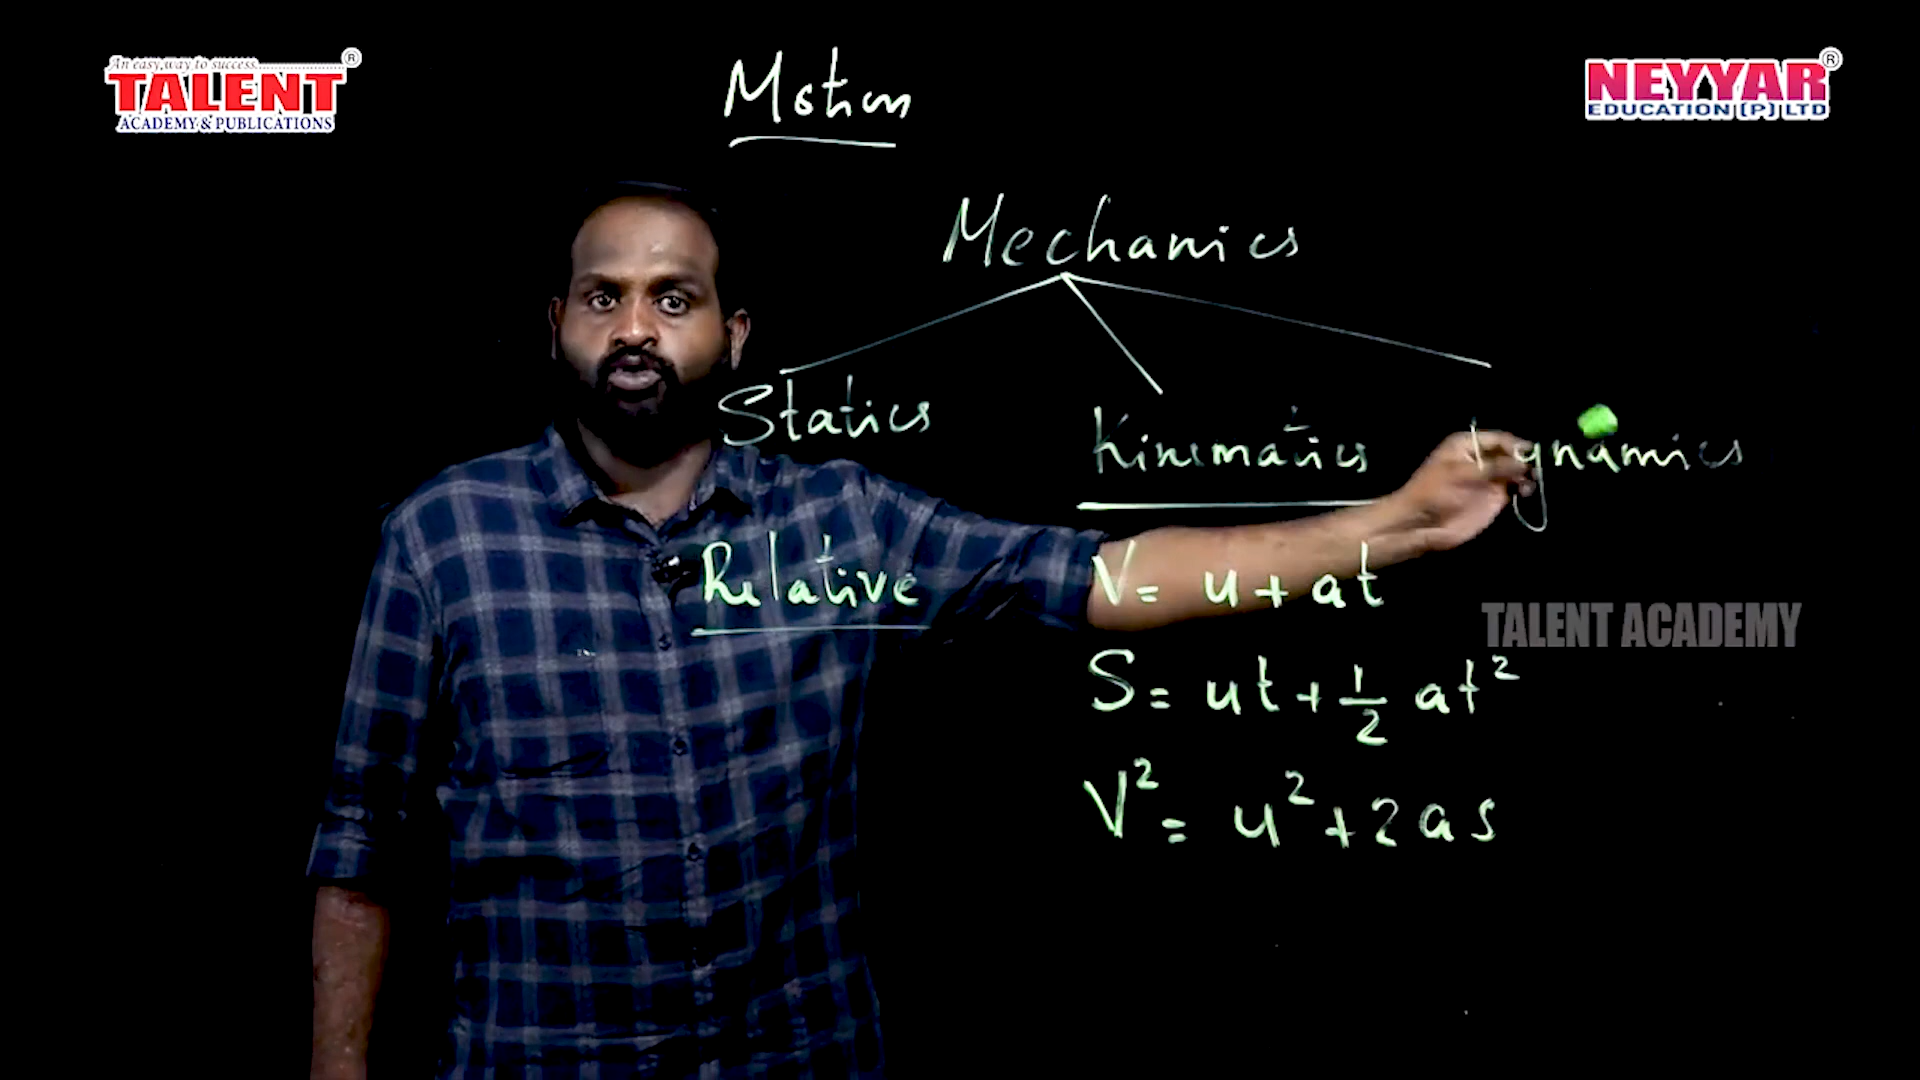 An easy way to success..................
TALENT®
ACADEMY & PUBLICATIONS
NEYYAR®
EDUCATION (P) LTD
Motion
Mechanics
Statics Kinematics Dynamics
Relative
V = u + at
TALENT ACADEMY
S = ut + 1/2 at²
V² = u² + 2as